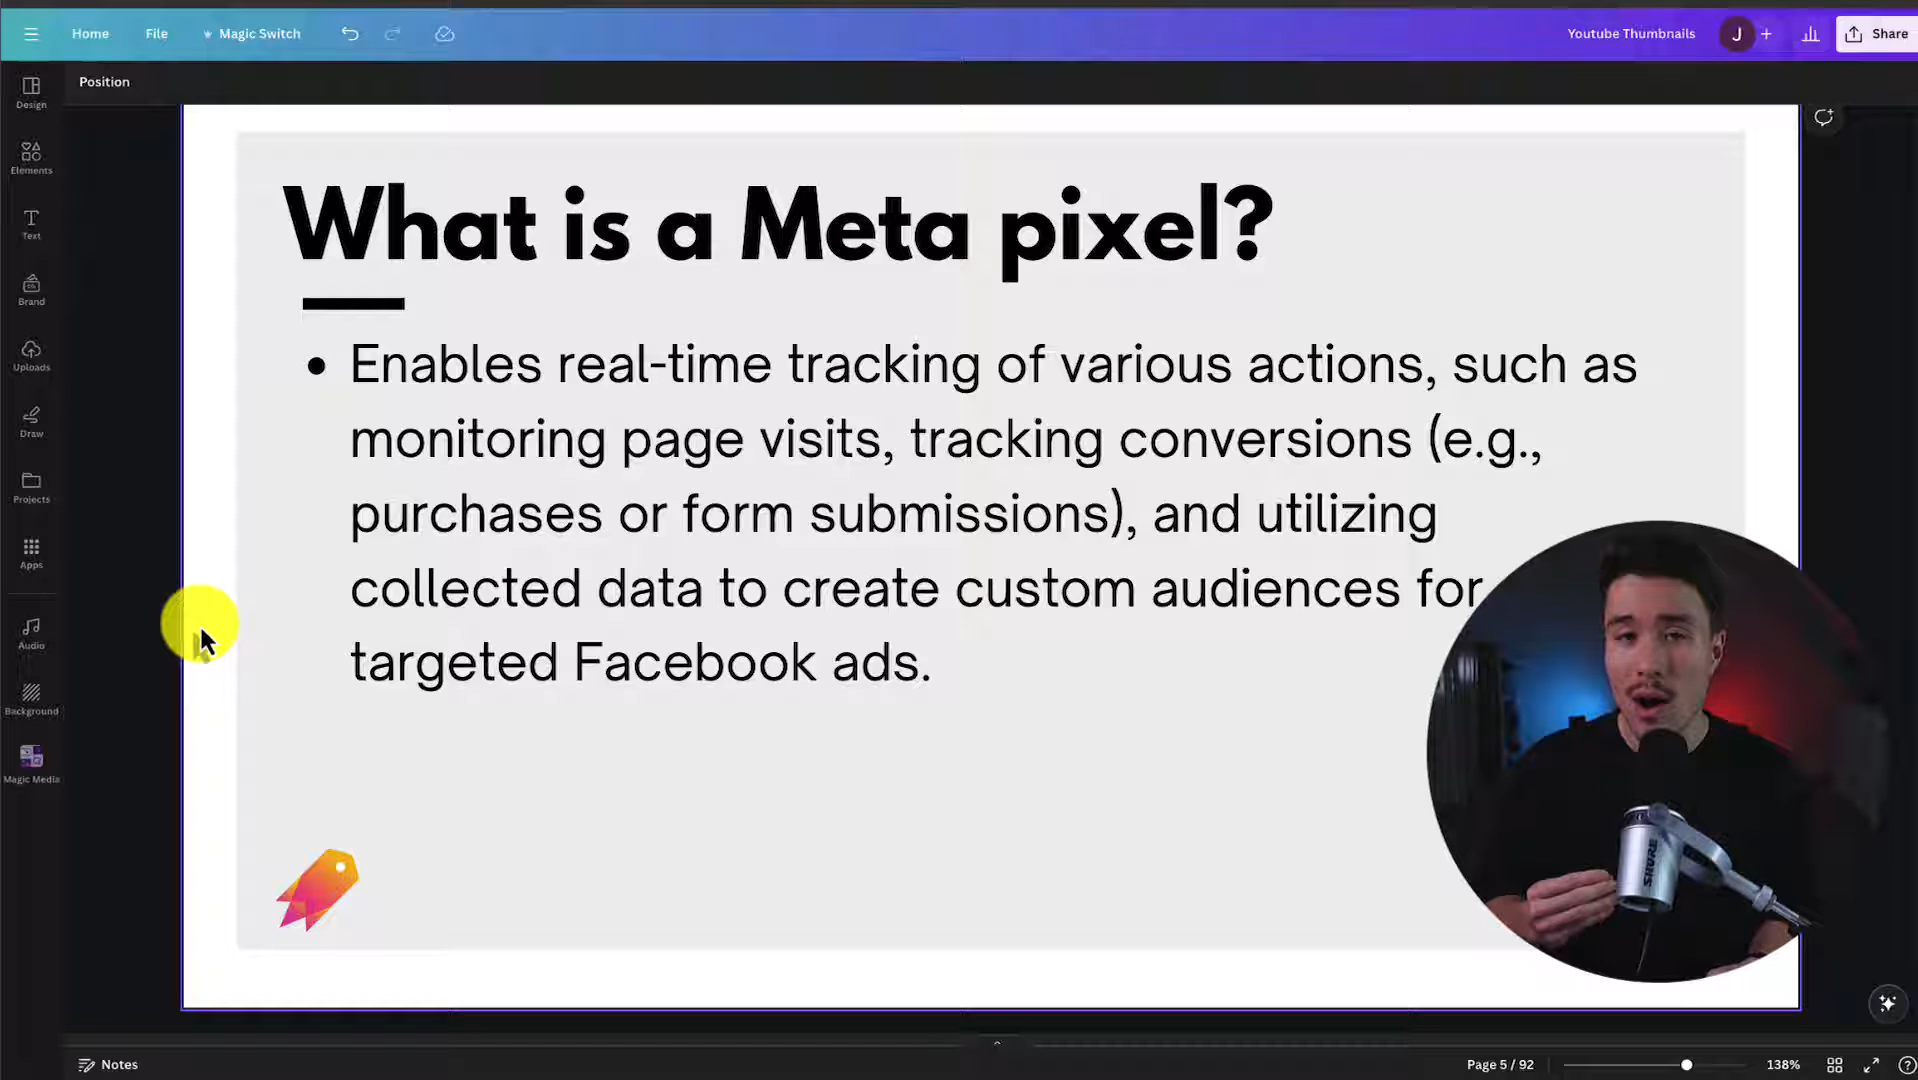 Home
File
Magic Switch
Youtube Thumbnails
J
Share
Position
Design
Elements
Text
Brand
Uploads
Draw
Projects
Apps
Audio
Background
Magic Media
What is a Meta pixel?
• Enables real-time tracking of various actions, such as
monitoring page visits, tracking conversions (e.g.,
purchases or form submissions), and utilizing
collected data to create custom audiences for
targeted Facebook ads.
SHURE
Notes
Page 5 / 92
138%